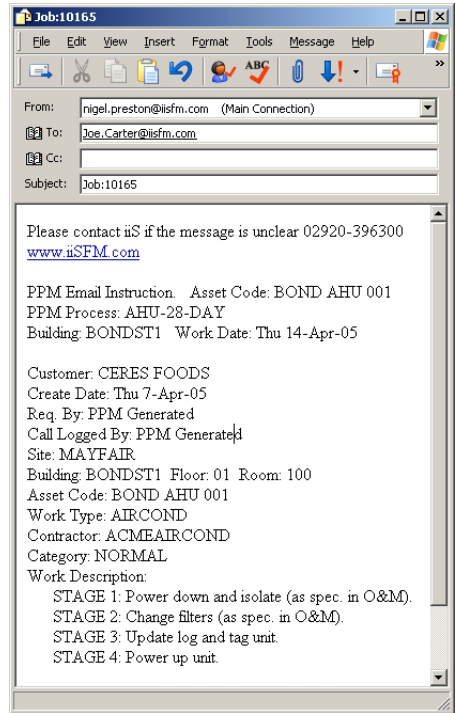 Job:10165
File Edit View Insert Format Tools Message Help
ABC
»
From: nigel.preston@iisfm.com (Main Connection)
To: Joe.Carter@iisfm.com
Cc:
Subject: Job:10165
Please contact iiS if the message is unclear 02920-396300
www.iiSFM.com
PPM Email Instruction. Asset Code: BOND AHU 001
PPM Process: AHU-28-DAY
Building: BONDST1 Work Date: Thu 14-Apr-05
Customer: CERES FOODS
Create Date: Thu 7-Apr-05
Req. By: PPM Generated
Call Logged By: PPM Generated
Site: MAYFAIR
Building: BONDST1 Floor: 01 Room: 100
Asset Code: BOND AHU 001
Work Type: AIRCOND
Contractor: ACMEAIRCOND
Category: NORMAL
Work Description:
STAGE 1: Power down and isolate (as spec. in O&M).
STAGE 2: Change filters (as spec. in O&M).
STAGE 3: Update log and tag unit.
STAGE 4: Power up unit.